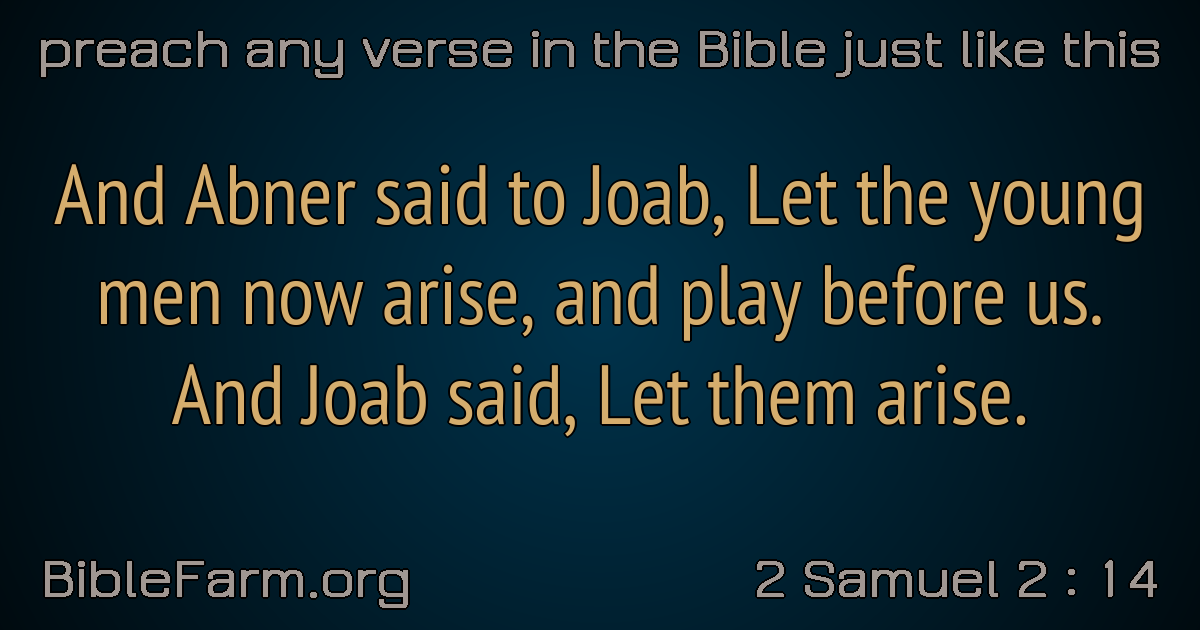 preach any verse in the Bible just like this
And Abner said to Joab, Let the young
men now arise, and play before us.
And Joab said, Let them arise.
BibleFarm.org
2 Samuel 2 : 14